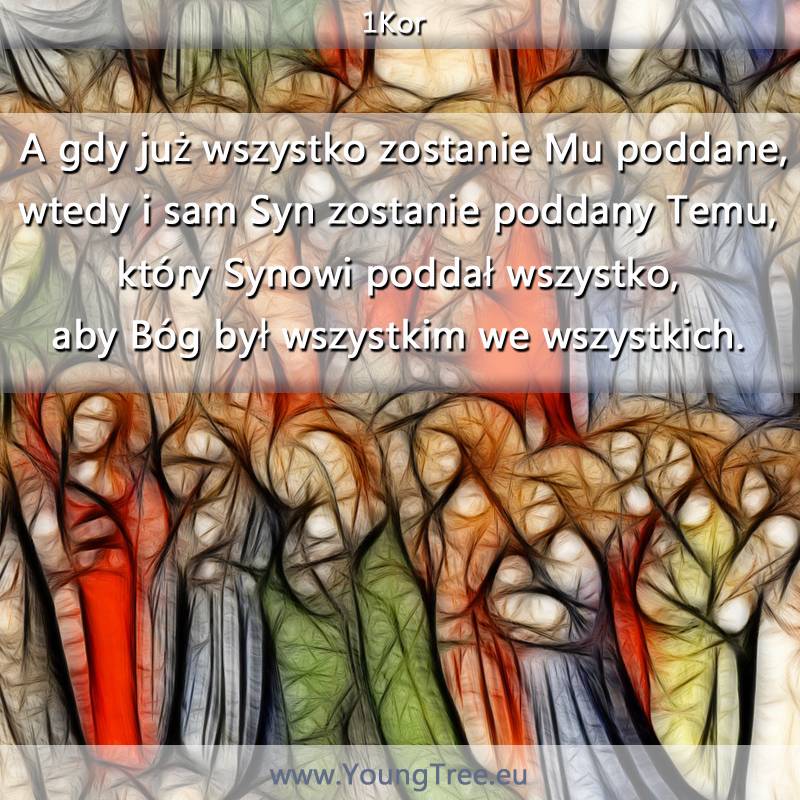 1Kor
A gdy już wszystko zostanie Mu poddane,
wtedy i sam Syn zostanie poddany Temu,
który Synowi poddał wszystko,
aby Bóg był wszystkim we wszystkich.
www.YoungTree.eu